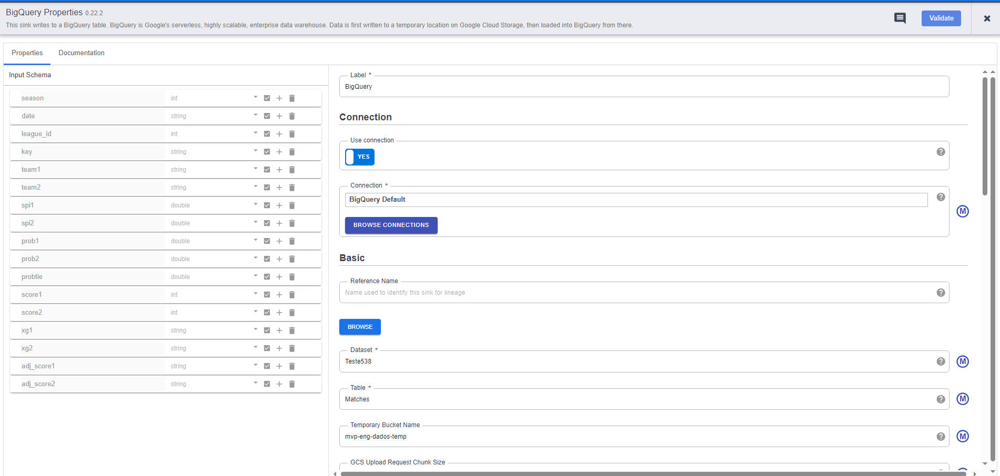 BigQuery Properties 0.22.2
This sink writes to a BigQuery table. BigQuery is Google's serverless, highly scalable, enterprise data warehouse. Data is first written to a temporary location on Google Cloud Storage, then loaded into BigQuery from there.
Validate
Properties
Documentation
Input Schema
season int
date string
league_id int
key string
team1 string
team2 string
spi1 double
spi2 double
prob1 double
prob2 double
probtie double
score1 int
score2 int
xg1 string
xg2 string
adj_score1 string
adj_score2 string
Label *
BigQuery
Connection
Use connection
YES
Connection *
BigQuery Default
BROWSE CONNECTIONS
M
Basic
Reference Name
Name used to identify this sink for lineage
BROWSE
Dataset *
Teste538
M
Table *
Matches
M
Temporary Bucket Name
mvp-eng-dados-temp
M
GCS Upload Request Chunk Size